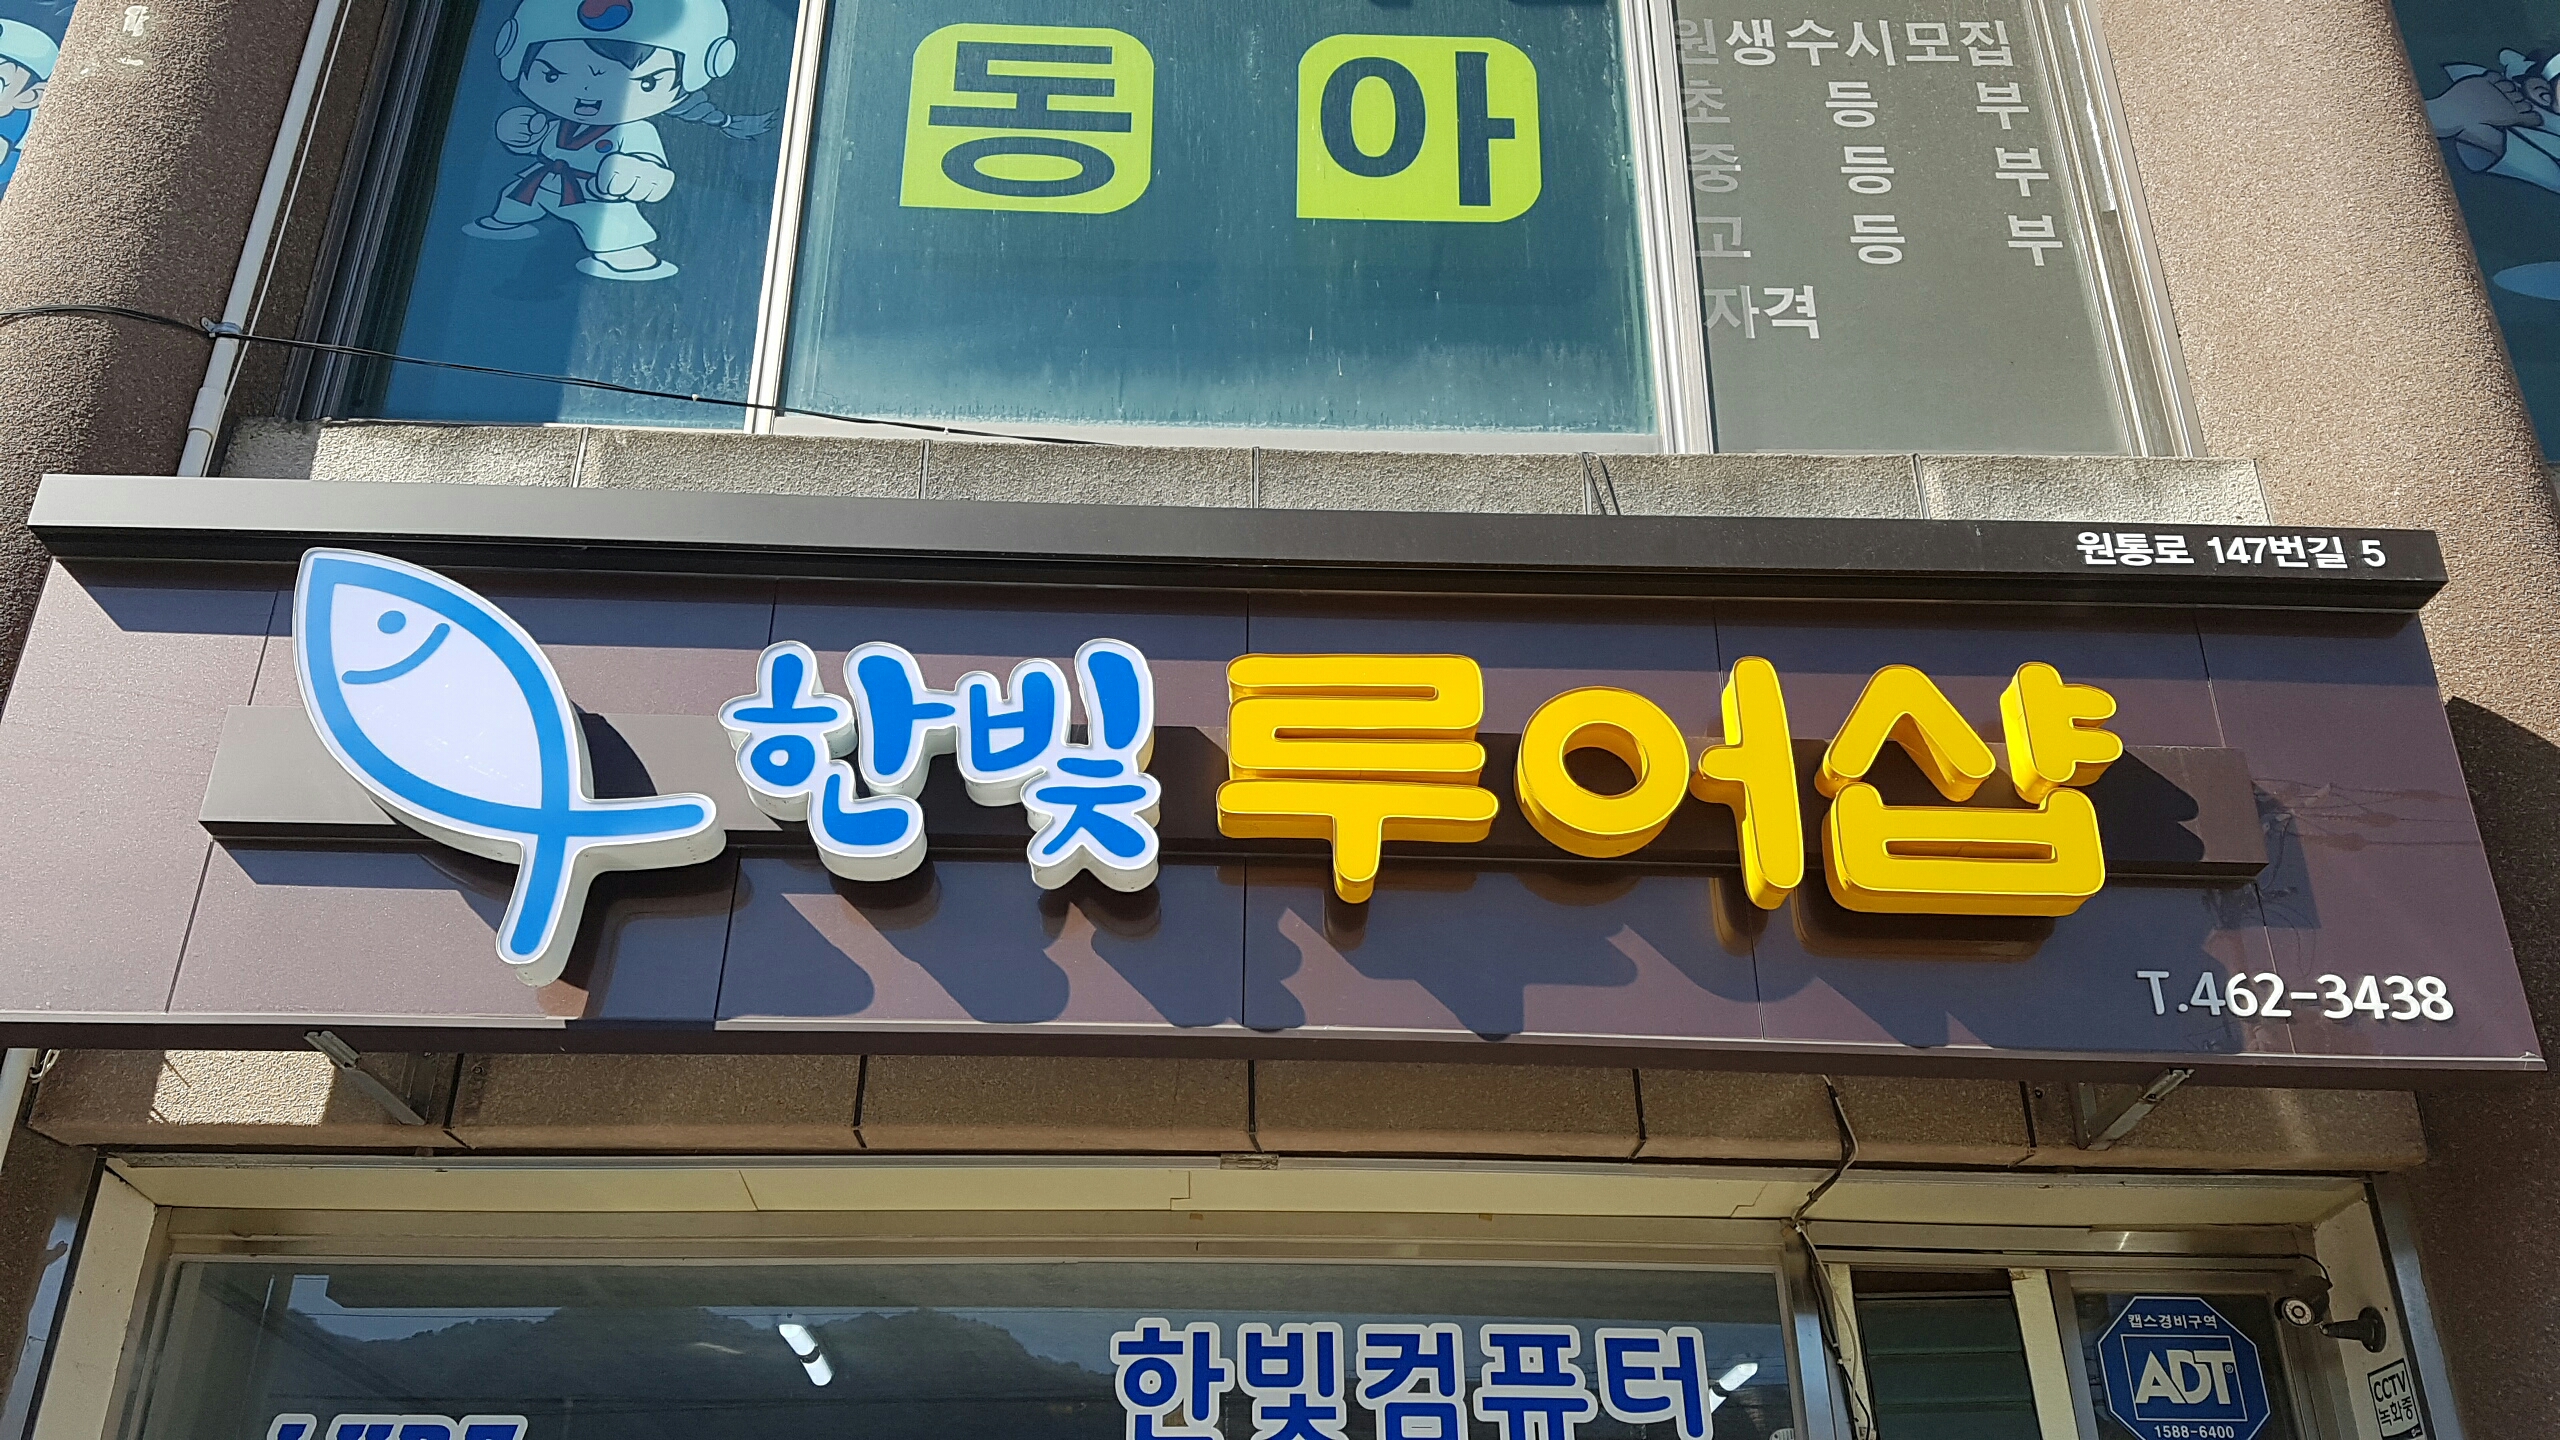 동 아
원생수시모집
초 등 부
중 등 부
고 등 부
자격
원통로 147번길 5
한빛 루어샵
T.462-3438
한빛컴퓨터
캡스경비구역
ADT
1588-6400
CCTV
녹화중